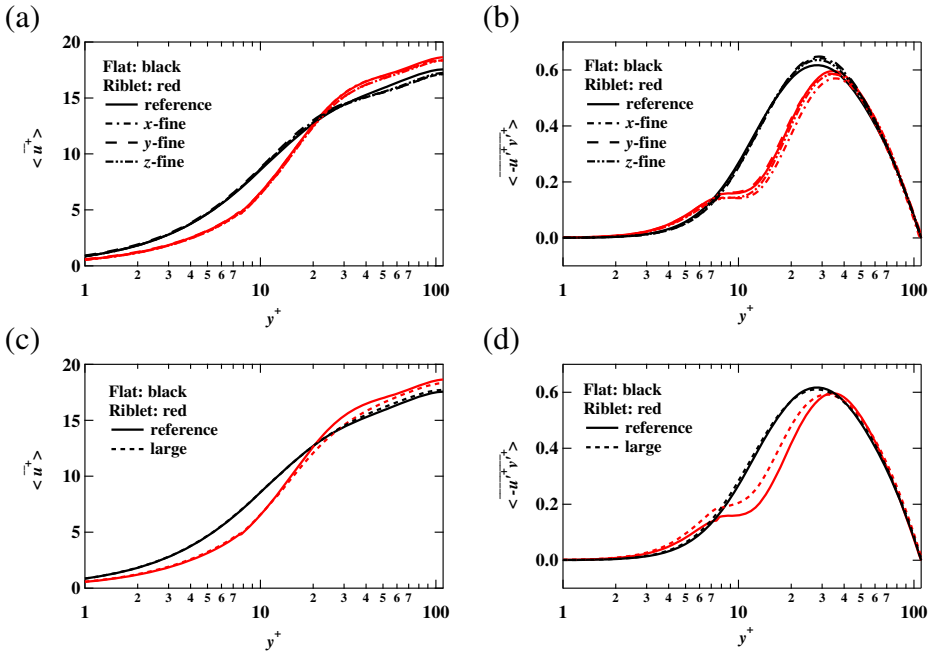 (a)
20
15
10
5
0
< u̅⁺ >
Flat: black
Riblet: red
reference
x-fine
y-fine
z-fine
1 2 3 4 5 6 7 10 2 3 4 5 6 7 100
y⁺
(b)
0.6
0.4
0.2
0.0
< -u'⁺v'⁺ >
Flat: black
Riblet: red
reference
x-fine
y-fine
z-fine
1 2 3 4 5 6 7 10 2 3 4 5 6 7 100
y⁺
(c)
20
15
10
5
0
< u̅⁺ >
Flat: black
Riblet: red
reference
large
1 2 3 4 5 6 7 10 2 3 4 5 6 7 100
y⁺
(d)
0.6
0.4
0.2
0.0
< -u'⁺v'⁺ >
Flat: black
Riblet: red
reference
large
1 2 3 4 5 6 7 10 2 3 4 5 6 7 100
y⁺